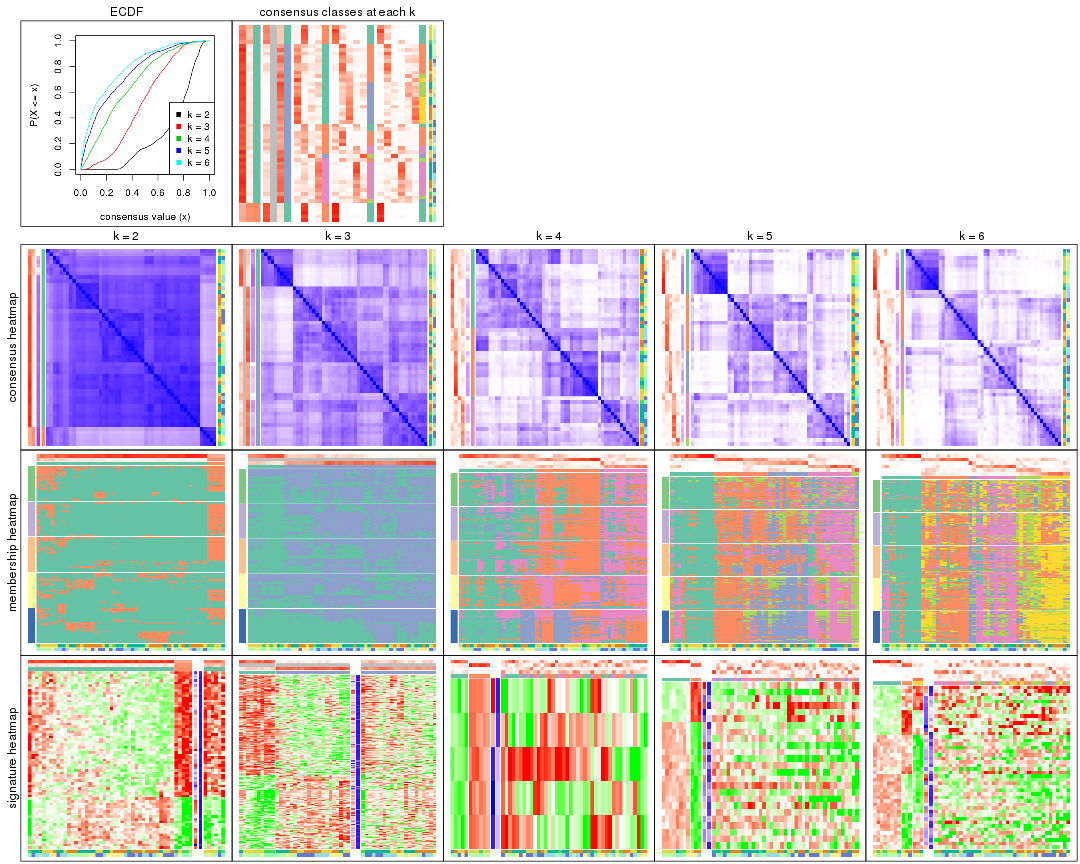 ECDF
consensus classes at each k
P(X <= x)
0.0
0.2
0.4
0.6
0.8
1.0
k = 2
k = 3
k = 4
k = 5
k = 6
0.0 0.2 0.4 0.6 0.8 1.0
consensus value (x)
k = 2
k = 3
k = 4
k = 5
k = 6
consensus heatmap
membership heatmap
signature heatmap